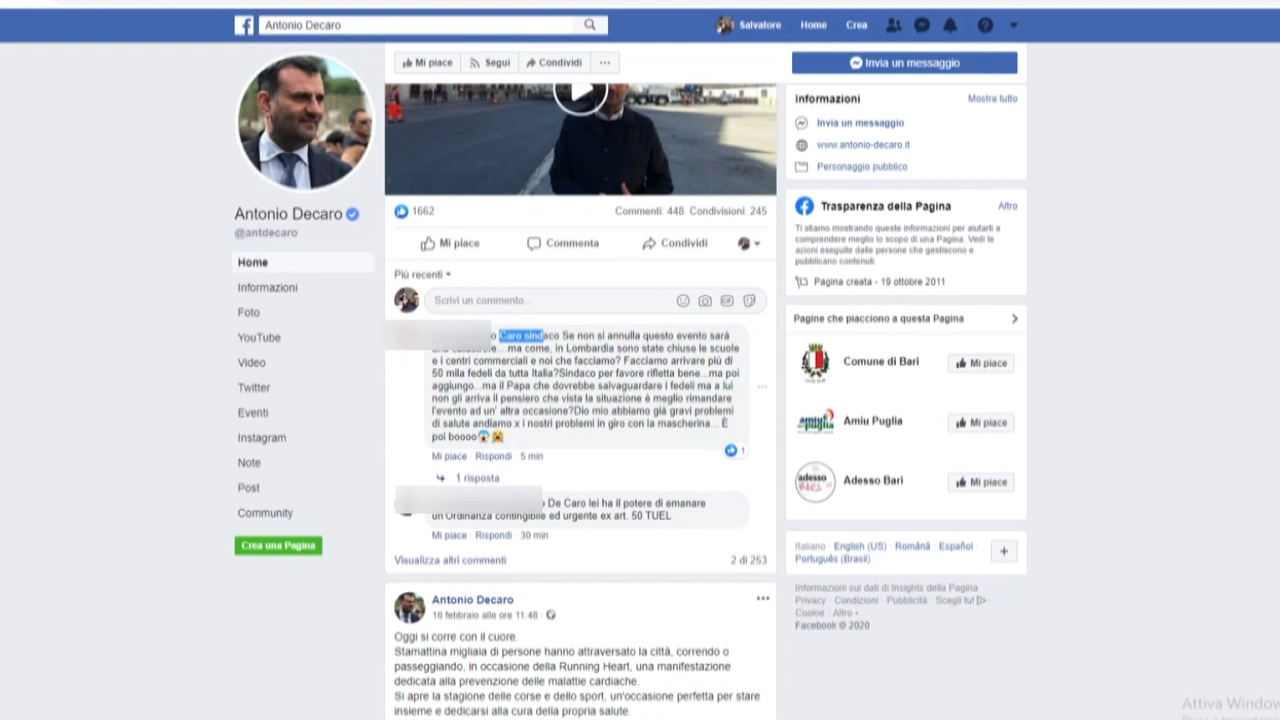 Antonio Decaro
Salvatore Home Crea
Mi piace Segui Condividi ...
Invia un messaggio
Antonio Decaro
@antdecaro
Home
Informazioni
Foto
YouTube
Video
Twitter
Eventi
Instagram
Note
Post
Community
Crea una Pagina
1662
Commenti: 448 Condivisioni: 245
Mi piace Commenta Condividi
Più recenti
Scrivi un commento...
Caro sindaco Se non si annulla questo evento sarà
...ma come, in Lombardia sono state chiuse le scuole
e i centri commerciali e noi che facciamo? Facciamo arrivare più di
50 mila fedeli da tutta Italia?Sindaco per favore rifletta bene...ma poi
aggiungo...ma il Papa che dovrebbe salvaguardare i fedeli ma a lui
non gli arriva il pensiero che vista la situazione è meglio rimandare
l'evento ad un' altra occasione?Dio mio abbiamo già gravi problemi
di salute andiamo x i nostri problemi in giro con la mascherina... È
poi boooo
Mi piace · Rispondi · 5 min
1
1 risposta
De Caro lei ha il potere di emanare
un'Ordinanza contingibile ed urgente ex art. 50 TUEL
Mi piace · Rispondi · 30 min
Visualizza altri commenti
2 di 253
Antonio Decaro
16 febbraio alle ore 11:48 ·
Oggi si corre con il cuore.
Stamattina migliaia di persone hanno attraversato la città, correndo o
passeggiando, in occasione della Running Heart, una manifestazione
dedicata alla prevenzione delle malattie cardiache.
Si apre la stagione delle corse e dello sport, un'occasione perfetta per stare
insieme e dedicarsi alla cura della propria salute.
Informazioni
Mostra tutto
Invia un messaggio
www.antonio-decaro.it
Personaggio pubblico
Trasparenza della Pagina
Altro
Ti stiamo mostrando queste informazioni per aiutarti a
comprendere meglio lo scopo di una Pagina. Vedi le
azioni eseguite dalle persone che gestiscono e
pubblicano contenuti.
Pagina creata - 19 ottobre 2011
Pagine che piacciono a questa Pagina
Comune di Bari
Mi piace
amiu puglia
Amiu Puglia
Mi piace
adesso
BARI
Adesso Bari
Mi piace
Italiano · English (US) · Română · Español ·
Português (Brasil)
Informazioni sui dati di Insights della Pagina
Privacy · Condizioni · Pubblicità · Scegli tu! ·
Cookie · Altro
Facebook © 2020
Attiva Window